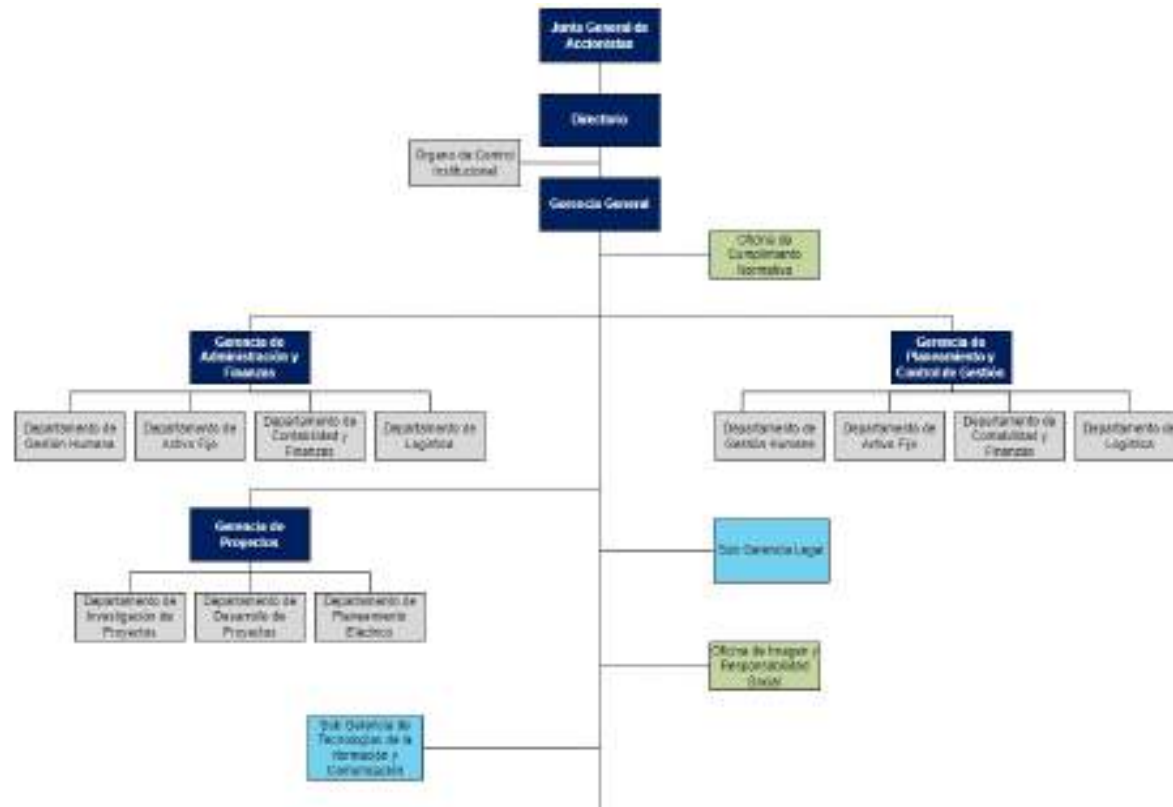 Junta General de
Accionistas
Directorio
Órgano de Control
Institucional
Gerencia General
Oficina de
Cumplimiento
Normativo
Gerencia de
Administración y
Finanzas
Gerencia de
Planeamiento y
Control de Gestión
Departamento de
Gestión Humana
Departamento de
Activo Fijo
Departamento de
Contabilidad y
Finanzas
Departamento de
Logística
Departamento de
Gestión Humana
Departamento de
Activo Fijo
Departamento de
Contabilidad y
Finanzas
Departamento de
Logística
Gerencia de
Proyectos
Sub Gerencia Legal
Departamento de
Investigación de
Proyectos
Departamento de
Desarrollo de
Proyectos
Departamento de
Planeamiento
Eléctrico
Oficina de Imagen y
Responsabilidad
Social
Sub Gerencia de
Tecnologías de la
Comunicación